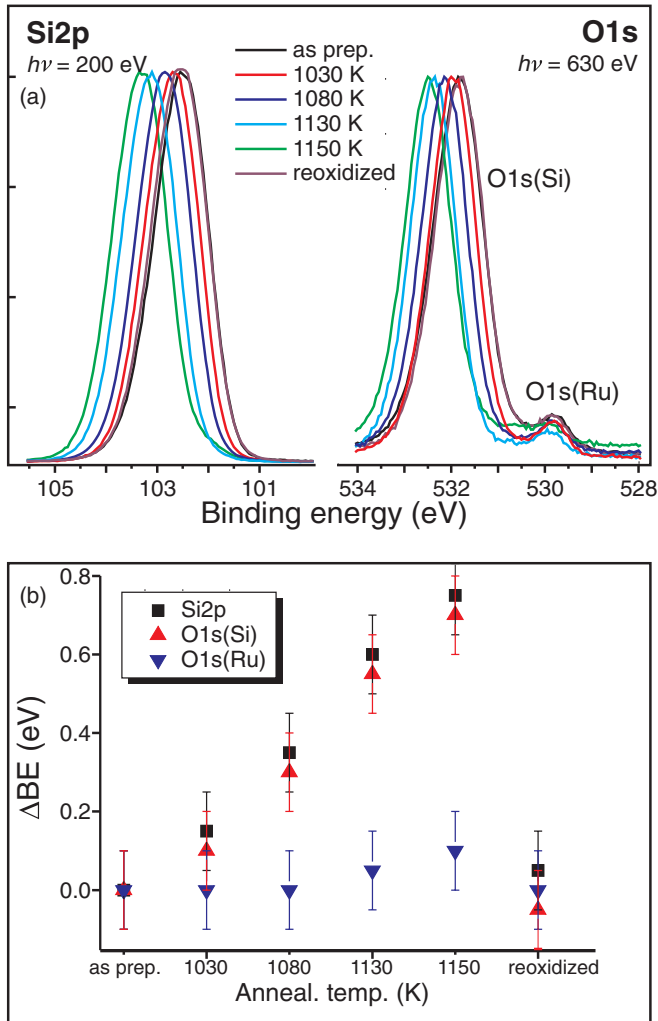 Si2p
hν = 200 eV
O1s
hν = 630 eV
as prep.
1030 K
1080 K
1130 K
1150 K
reoxidized
(a)
O1s(Si)
O1s(Ru)
105 103 101 534 532 530 528
Binding energy (eV)
(b)
Si2p
O1s(Si)
O1s(Ru)
0.8
0.6
0.4
0.2
0.0
ΔBE (eV)
as prep. 1030 1080 1130 1150 reoxidized
Anneal. temp. (K)